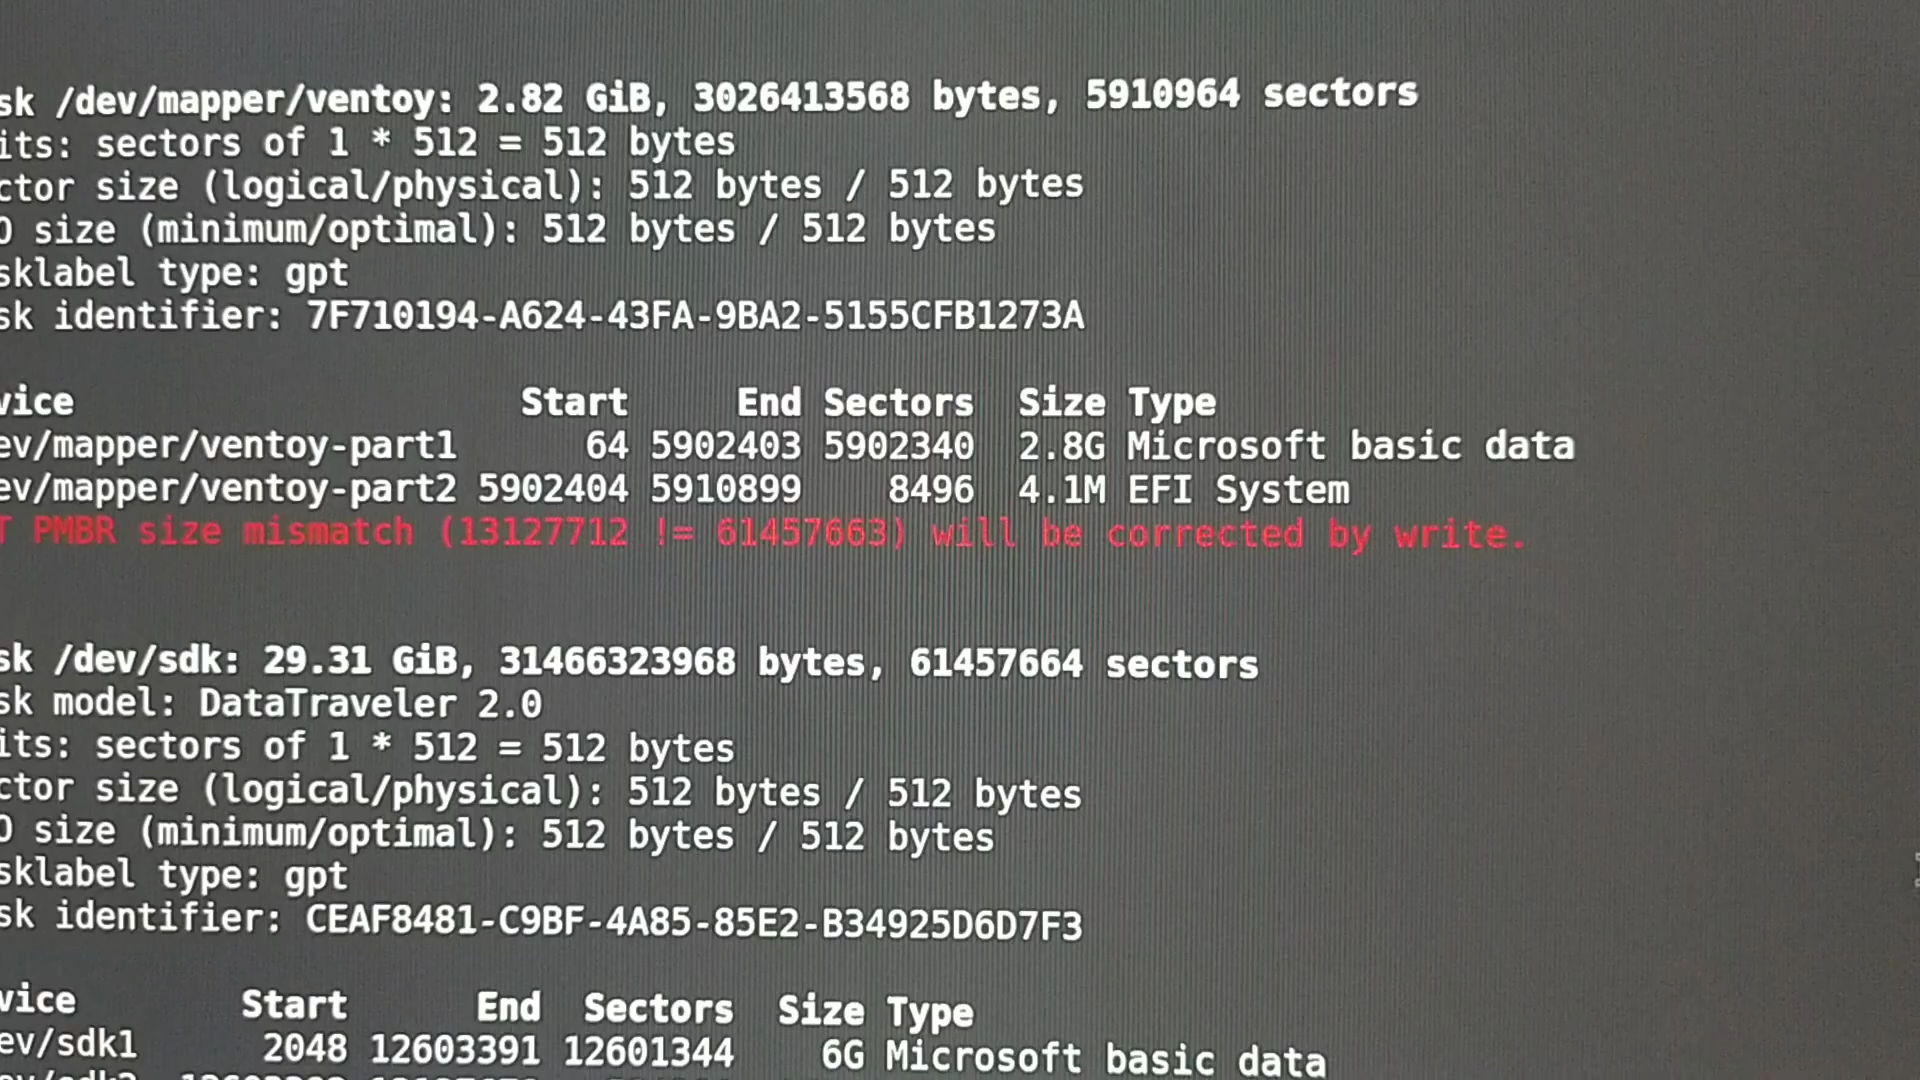 sk /dev/mapper/ventoy: 2.82 GiB, 3026413568 bytes, 5910964 sectors
its: sectors of 1 * 512 = 512 bytes
ctor size (logical/physical): 512 bytes / 512 bytes
O size (minimum/optimal): 512 bytes / 512 bytes
sklabel type: gpt
sk identifier: 7F710194-A624-43FA-9BA2-5155CFB1273A
vice Start End Sectors Size Type
ev/mapper/ventoy-part1 64 5902403 5902340 2.8G Microsoft basic data
ev/mapper/ventoy-part2 5902404 5910899 8496 4.1M EFI System
T PMBR size mismatch (13127712 != 61457663) will be corrected by write.
sk /dev/sdk: 29.31 GiB, 31466323968 bytes, 61457664 sectors
sk model: DataTraveler 2.0
its: sectors of 1 * 512 = 512 bytes
ctor size (logical/physical): 512 bytes / 512 bytes
O size (minimum/optimal): 512 bytes / 512 bytes
sklabel type: gpt
sk identifier: CEAF8481-C9BF-4A85-85E2-B34925D6D7F3
vice Start End Sectors Size Type
ev/sdk1 2048 12603391 12601344 6G Microsoft basic data